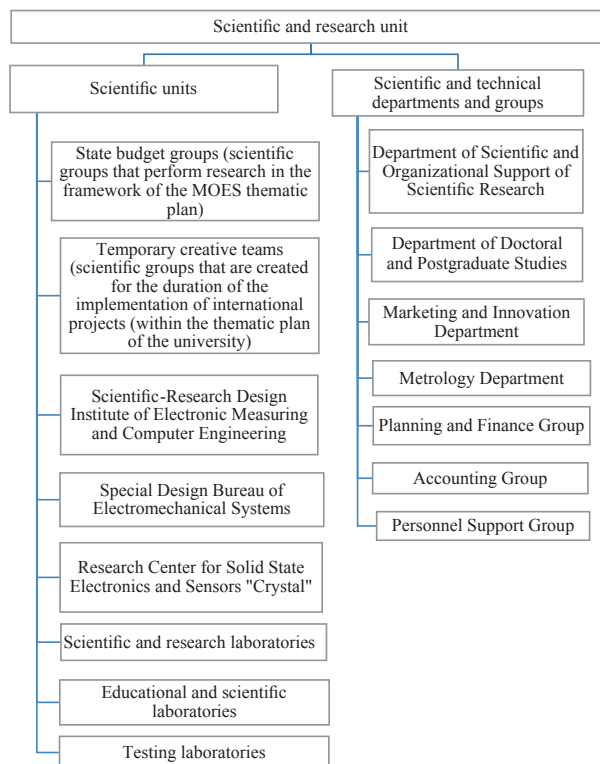 Scientific and research unit
Scientific units
State budget groups (scientific
groups that perform research in the
framework of the MOES thematic
plan)
Temporary creative teams
(scientific groups that are created
for the duration of the
implementation of international
projects (within the thematic plan
of the university)
Scientific-Research Design
Institute of Electronic Measuring
and Computer Engineering
Special Design Bureau of
Electromechanical Systems
Research Center for Solid State
Electronics and Sensors "Crystal"
Scientific and research laboratories
Educational and scientific
laboratories
Testing laboratories
Scientific and technical
departments and groups
Department of Scientific and
Organizational Support of
Scientific Research
Department of Doctoral
and Postgraduate Studies
Marketing and Innovation
Department
Metrology Department
Planning and Finance Group
Accounting Group
Personnel Support Group